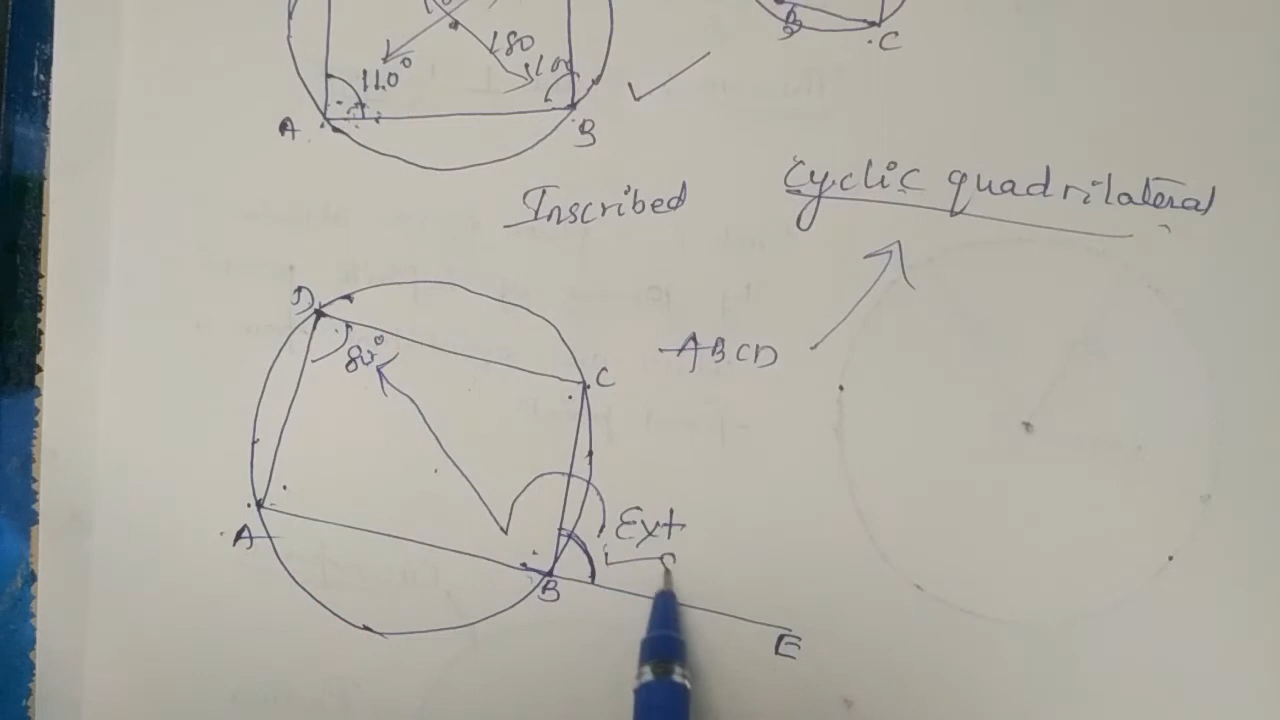 110°
180
A
B
B
C
Inscribed
Cyclic quadrilateral
D
80°
C
ABCD
A
Ext
B
E